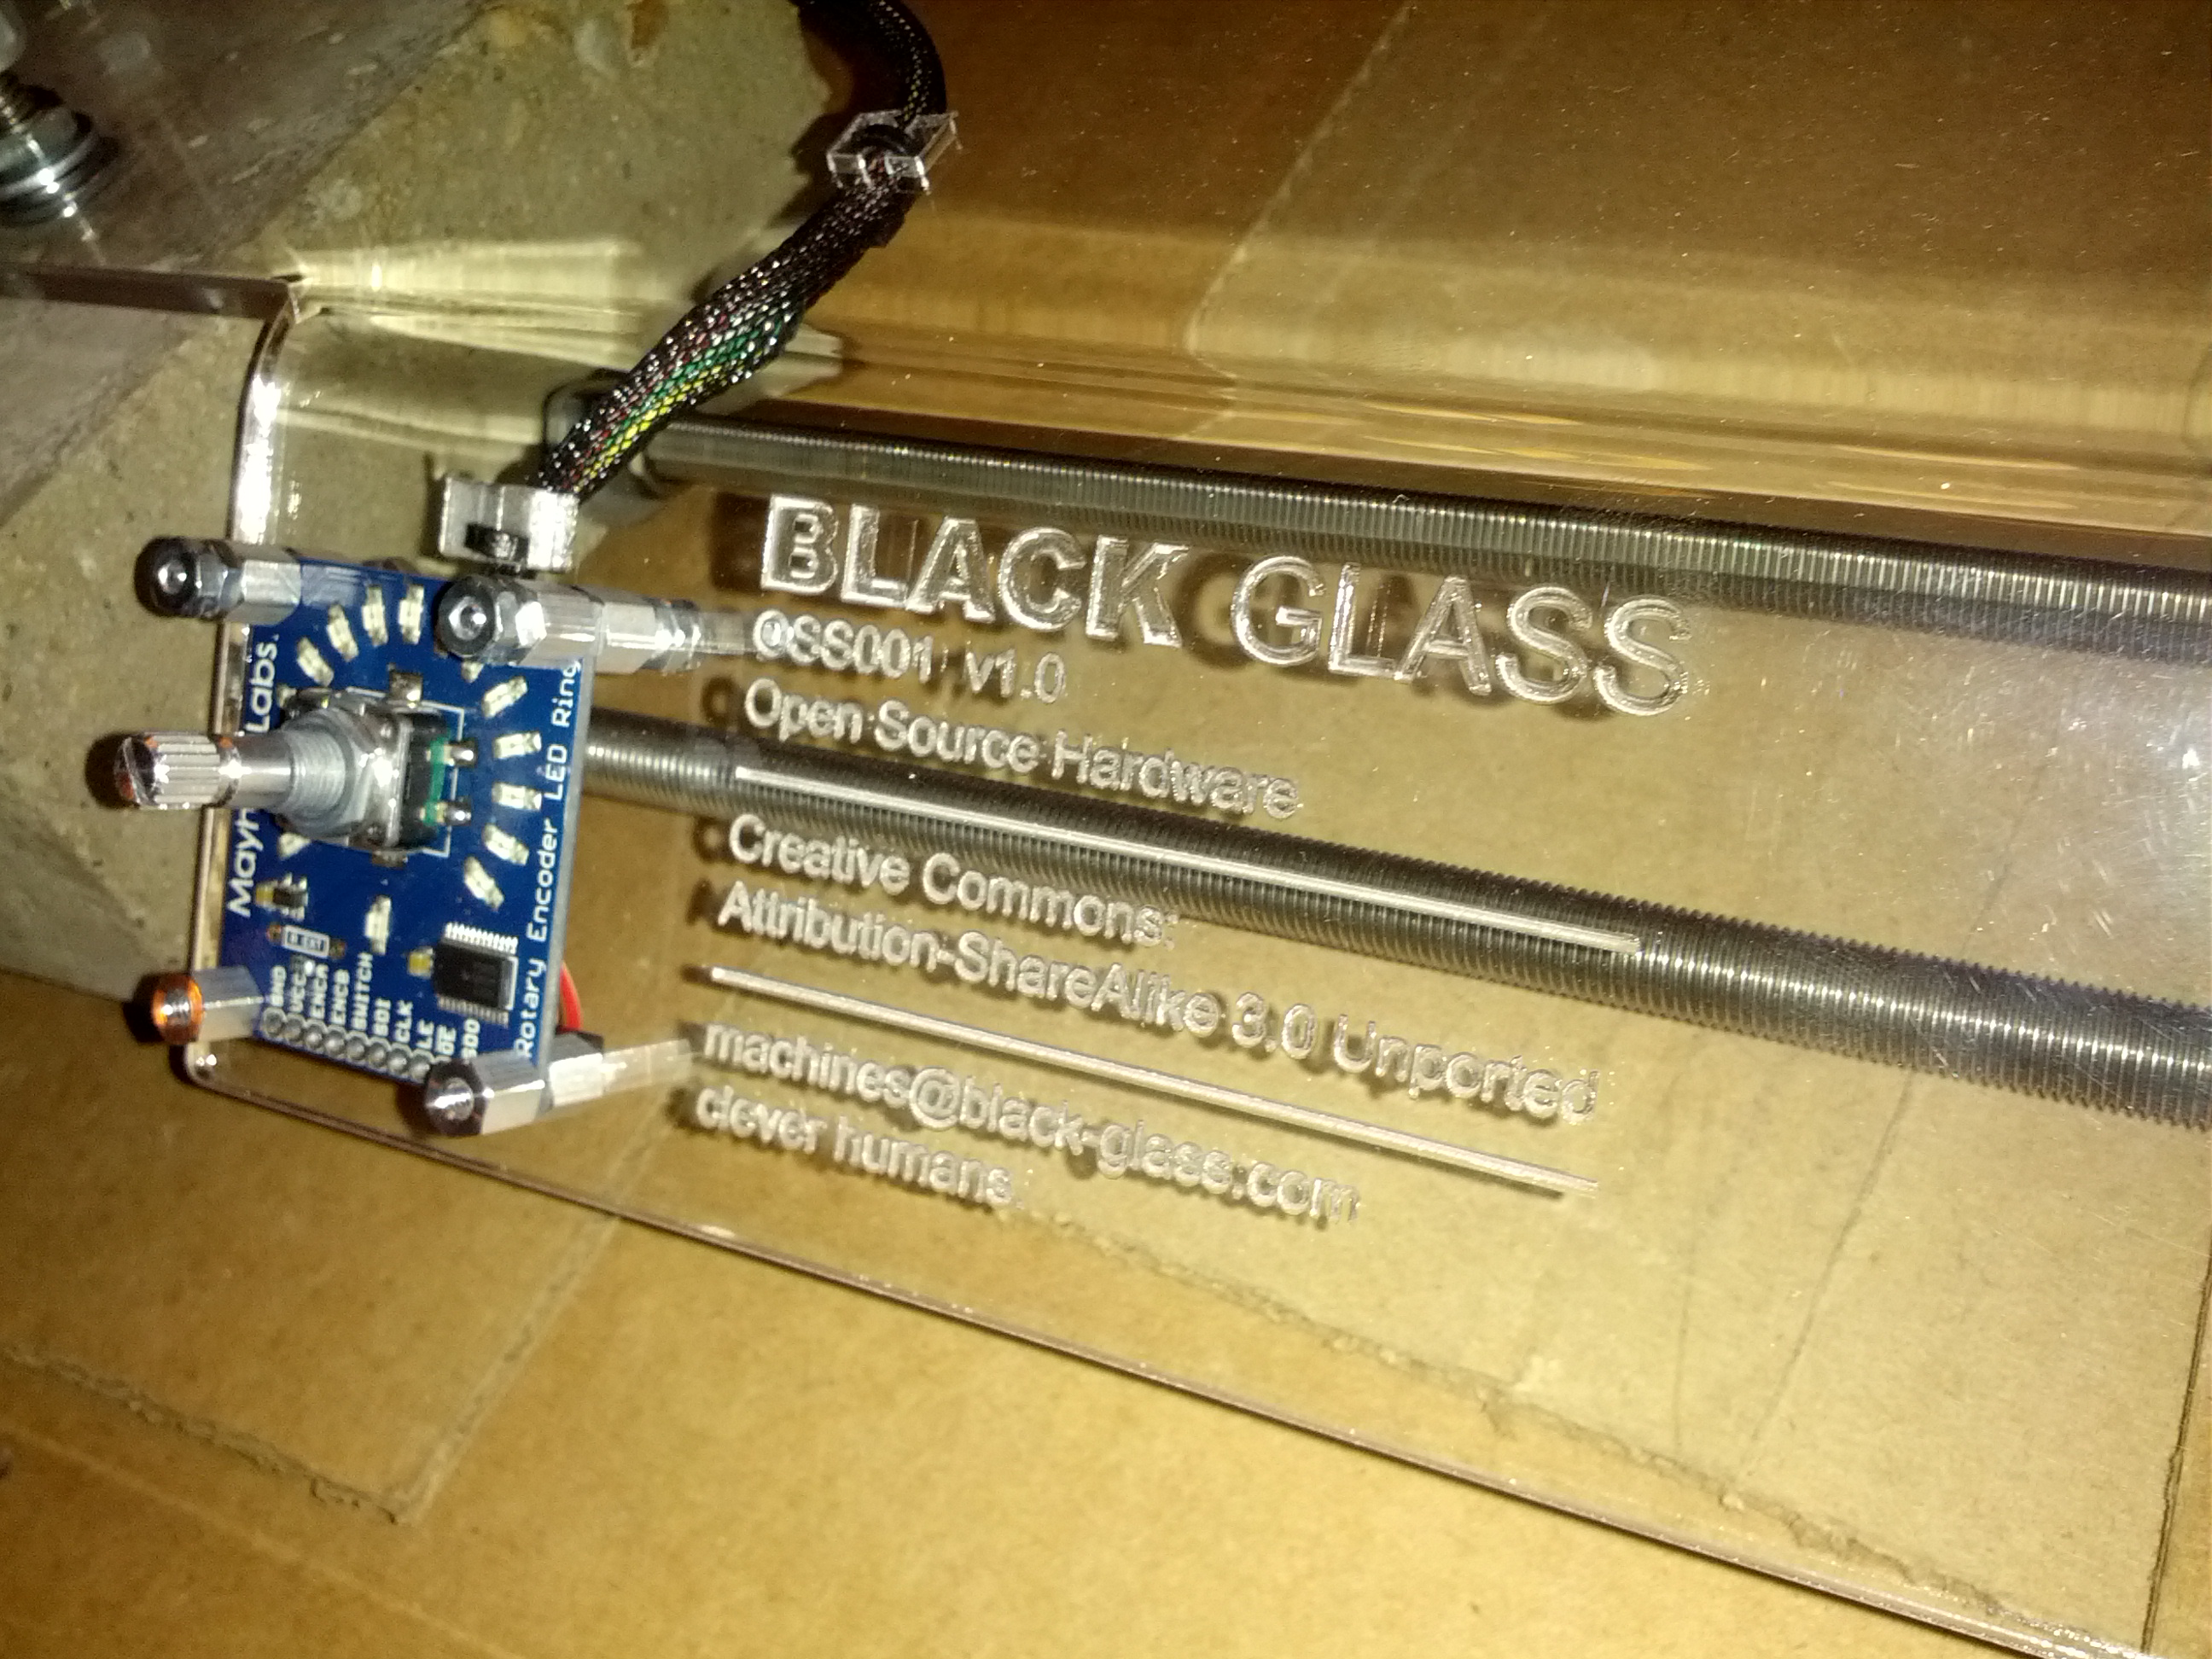 BLACK GLASS
OSS001 v1.0
Open Source Hardware
Creative Commons:
Attribution-ShareAlike 3.0 Unported
machines@black-glass.com
clever humans.
Labs.
Rotary Encoder LED Ring
GND
VCC
ENCA
ENCB
SWITCH
SDI
CLK
LE
OE
SDO